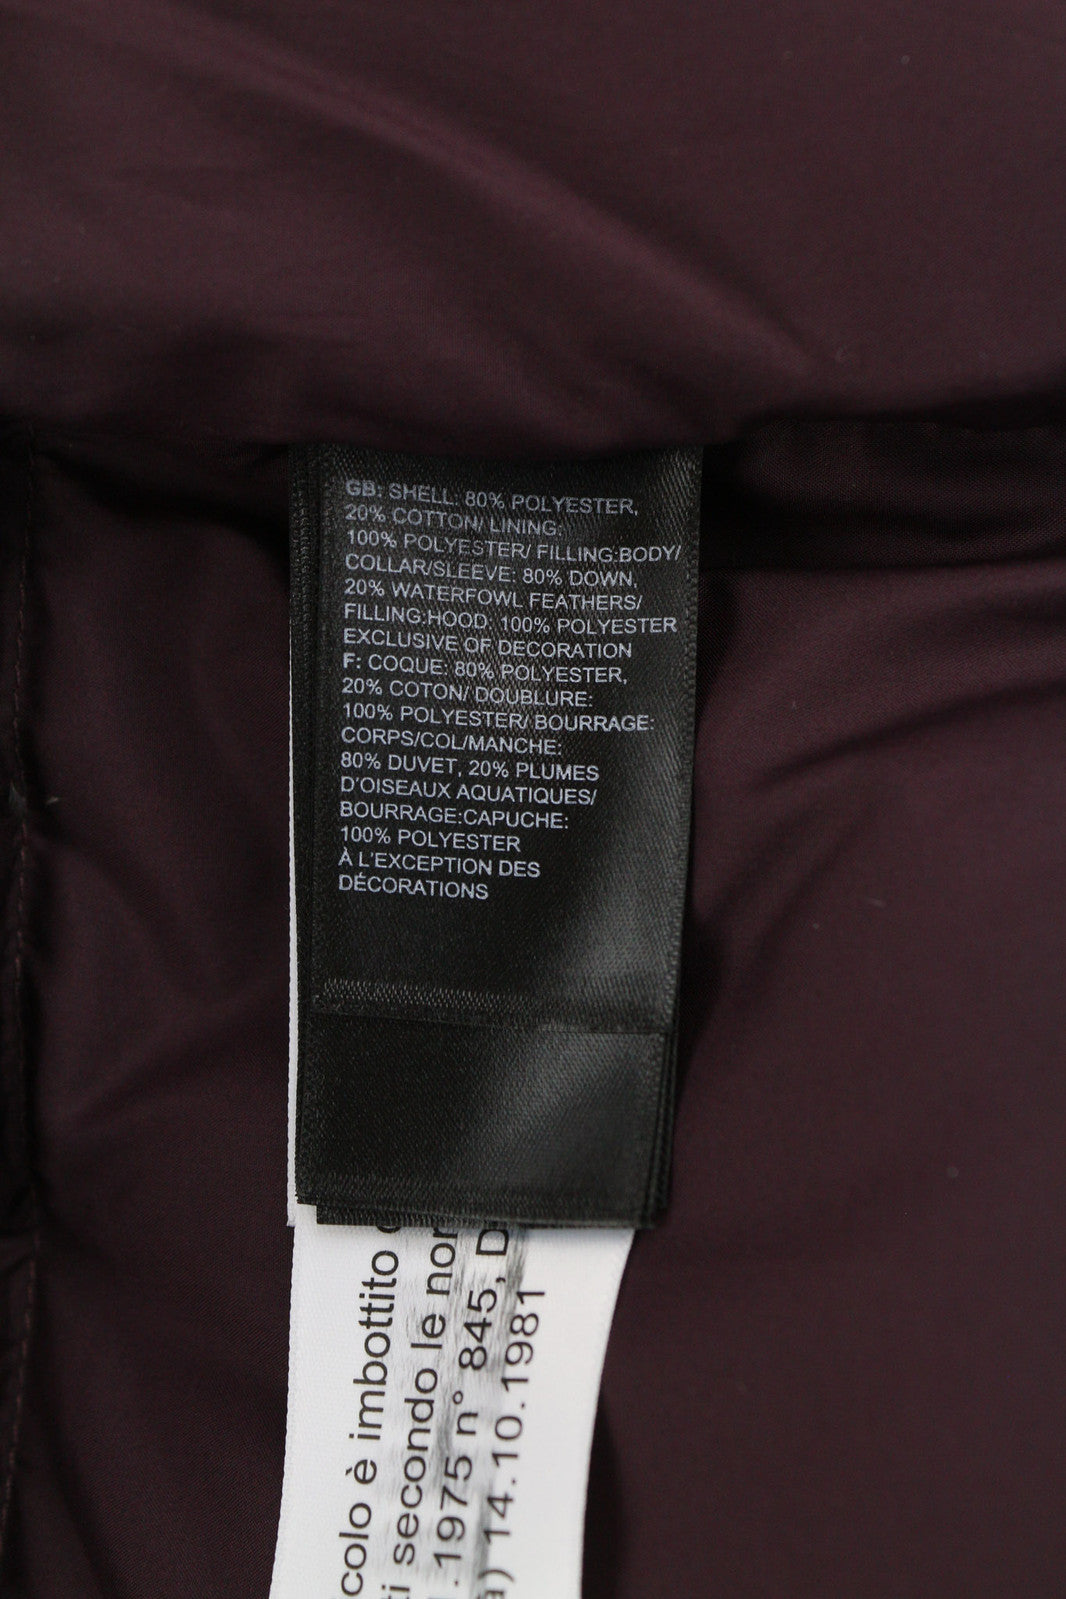 GB: SHELL: 80% POLYESTER,
20% COTTON/ LINING:
100% POLYESTER/ FILLING:BODY/
COLLAR/SLEEVE: 80% DOWN,
20% WATERFOWL FEATHERS/
FILLING:HOOD: 100% POLYESTER
EXCLUSIVE OF DECORATION
F: COQUE: 80% POLYESTER,
20% COTON/ DOUBLURE:
100% POLYESTER/ BOURRAGE:
CORPS/COL/MANCHE:
80% DUVET, 20% PLUMES
D'OISEAUX AQUATIQUES/
BOURRAGE:CAPUCHE:
100% POLYESTER
À L'EXCEPTION DES
DÉCORATIONS
colo è imbottito
ti secondo le nor
.1975 n° 845, D
) 14.10.1981